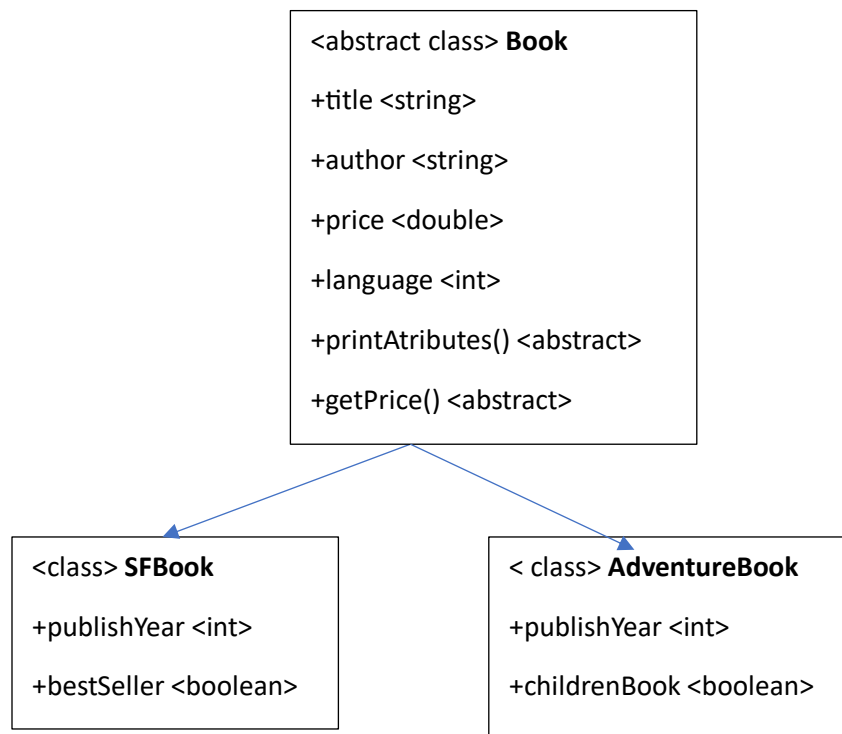 <abstract class> Book
+title <string>
+author <string>
+price <double>
+language <int>
+printAtributes() <abstract>
+getPrice() <abstract>
<class> SFBook
+publishYear <int>
+bestSeller <boolean>
< class> AdventureBook
+publishYear <int>
+childrenBook <boolean>